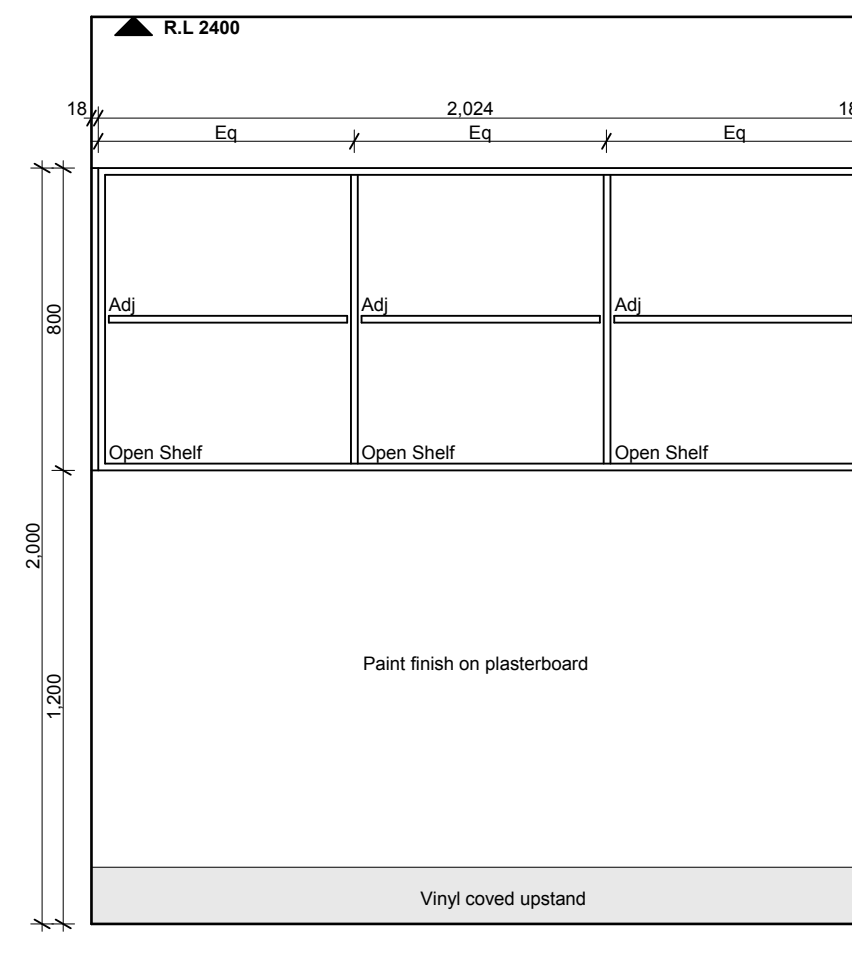 R.L 2400
18 2,024 18
Eq Eq Eq
800
Adj Adj Adj
Open Shelf Open Shelf Open Shelf
2,000
1,200
Paint finish on plasterboard
Vinyl coved upstand